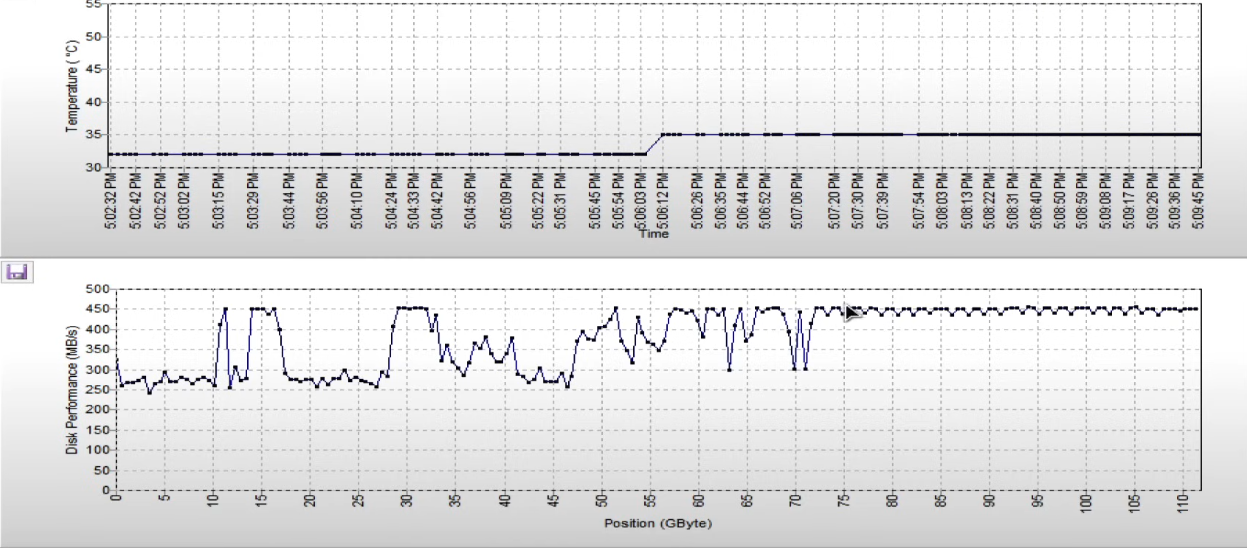 55
50
45
40
35
30
Temperature ( °C)
5:02:32 PM 5:02:42 PM 5:02:52 PM 5:03:02 PM 5:03:15 PM 5:03:29 PM 5:03:44 PM 5:03:56 PM 5:04:10 PM 5:04:24 PM 5:04:33 PM 5:04:42 PM 5:04:56 PM 5:05:09 PM 5:05:22 PM 5:05:31 PM 5:05:45 PM 5:05:54 PM 5:06:03 PM 5:06:12 PM 5:06:26 PM 5:06:35 PM 5:06:44 PM 5:06:52 PM 5:07:06 PM 5:07:20 PM 5:07:30 PM 5:07:39 PM 5:07:54 PM 5:08:03 PM 5:08:13 PM 5:08:22 PM 5:08:31 PM 5:08:40 PM 5:08:50 PM 5:08:59 PM 5:09:08 PM 5:09:17 PM 5:09:26 PM 5:09:36 PM 5:09:45 PM
Time
500
450
400
350
300
250
200
150
100
50
0
Disk Performance (MB/s)
0 5 10 15 20 25 30 35 40 45 50 55 60 65 70 75 80 85 90 95 100 105 110
Position (GByte)